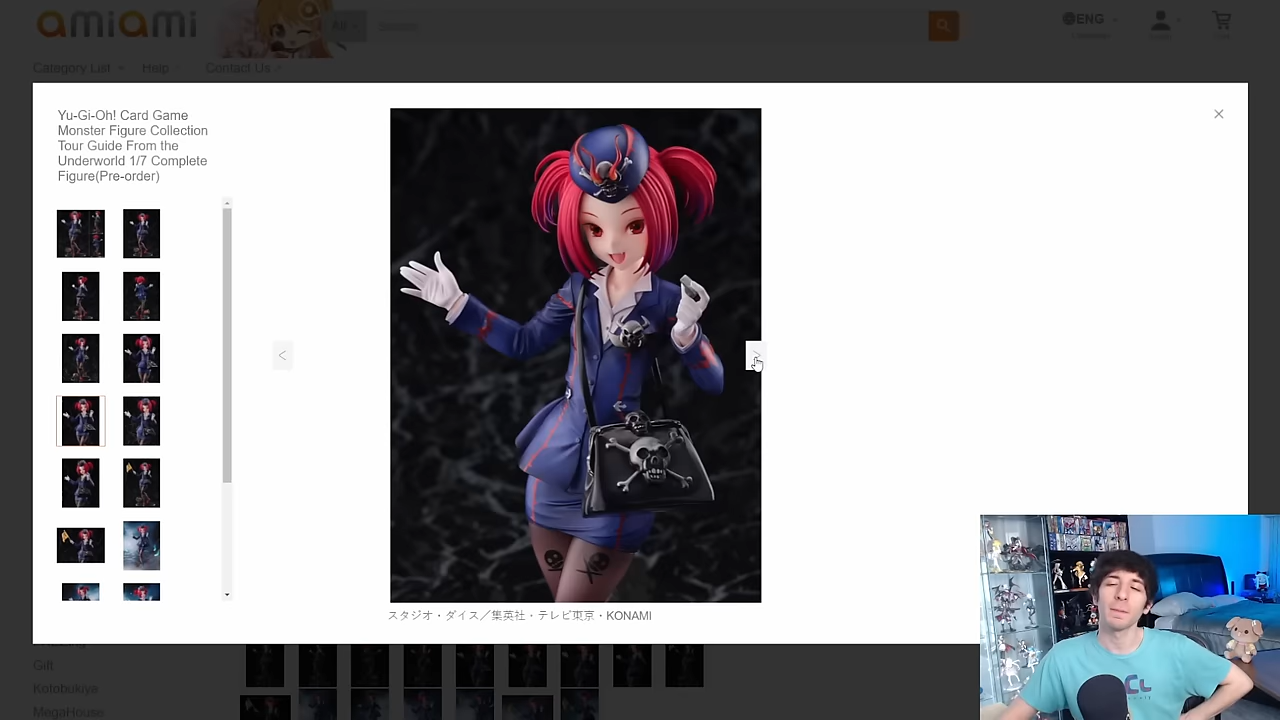 amiami
All
ENG
Category List
Help
Contact Us
Yu-Gi-Oh! Card Game
Monster Figure Collection
Tour Guide From the
Underworld 1/7 Complete
Figure(Pre-order)
×
<
>
スタジオ・ダイス／集英社・テレビ東京・KONAMI
Gift
Kotobukiya
MegaHouse